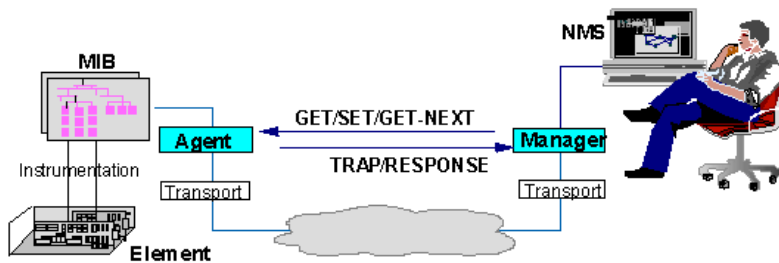 NMS
MIB
GET/SET/GET-NEXT
Agent
Manager
TRAP/RESPONSE
Instrumentation
Transport
Transport
Element